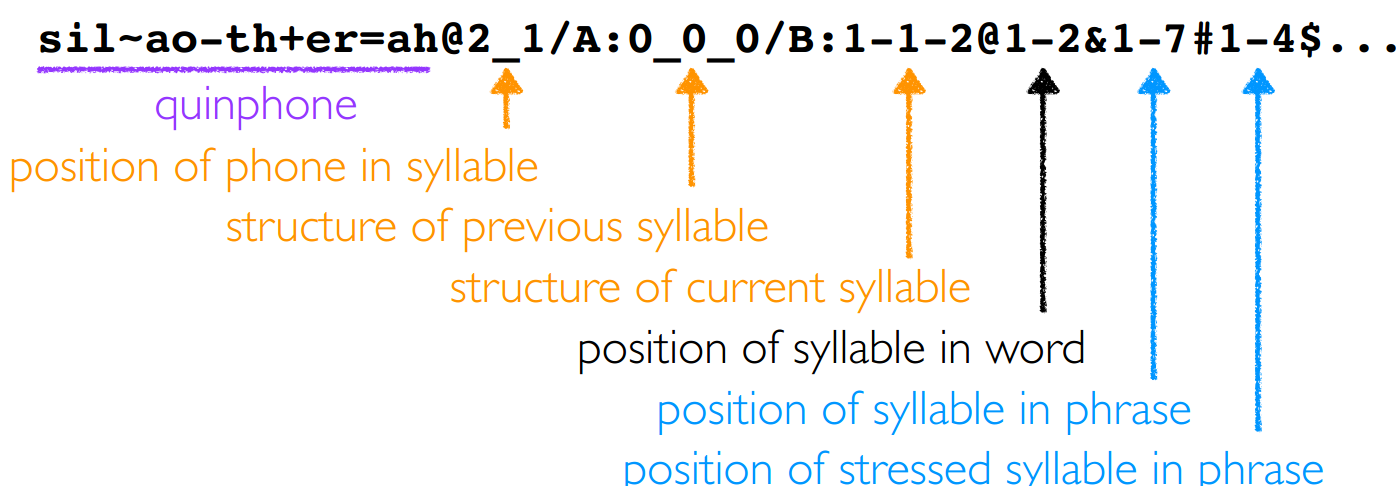 sil~ao-th+er=ah@2_1/A:0_0_0/B:1-1-2@1-2&1-7#1-4$...
quinphone
position of phone in syllable
structure of previous syllable
structure of current syllable
position of syllable in word
position of syllable in phrase
position of stressed syllable in phrase